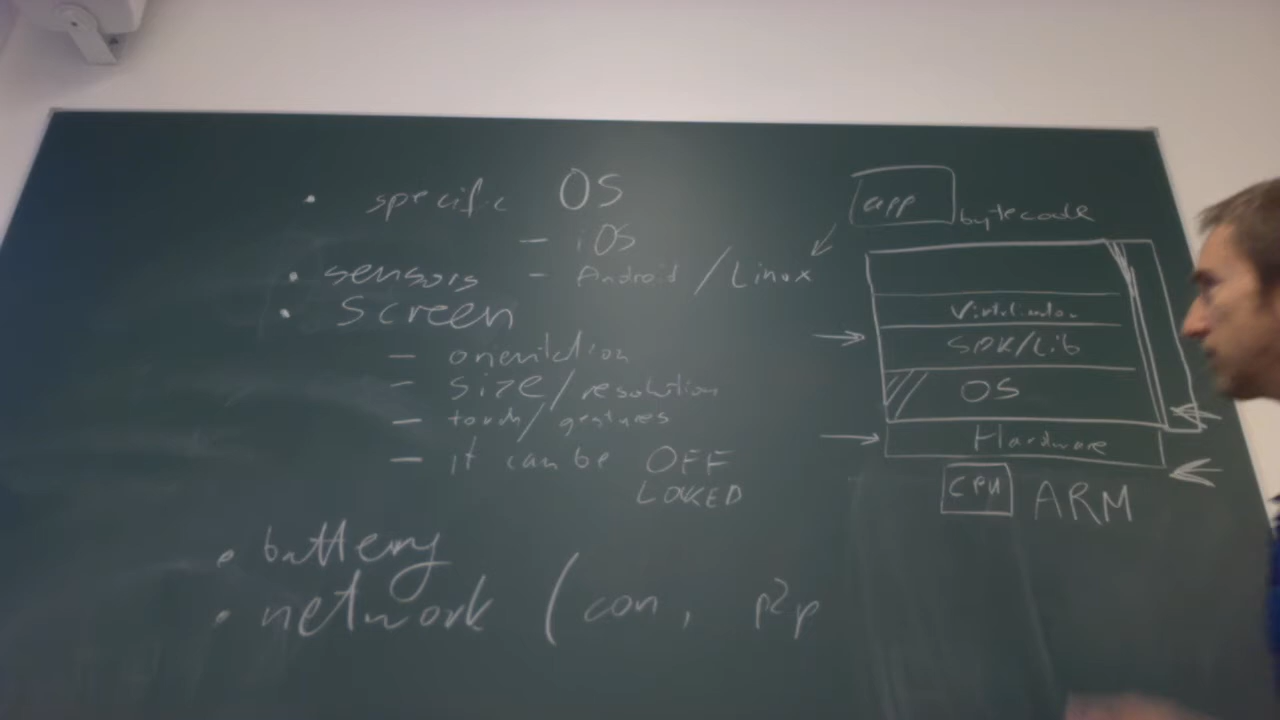 • specific OS
– iOS
• sensors – Android / Linux
• Screen
– orientation
– size/resolution
– touch/gestures
– it can be OFF
LOCKED
• battery
• network (con, p2p
app
bytecode
SDK/Lib
OS
Hardware
CPU ARM